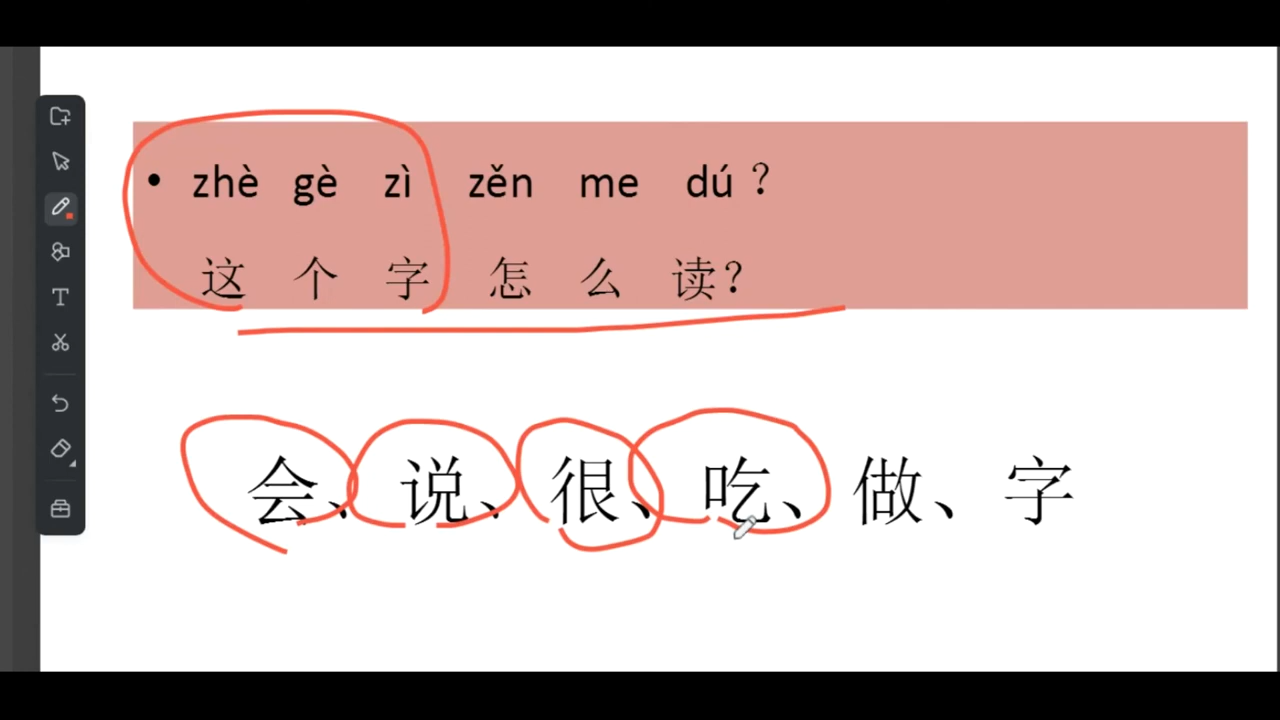 • zhè gè zì zěn me dú？
这 个 字 怎 么 读？
会、说、很、吃、做、字